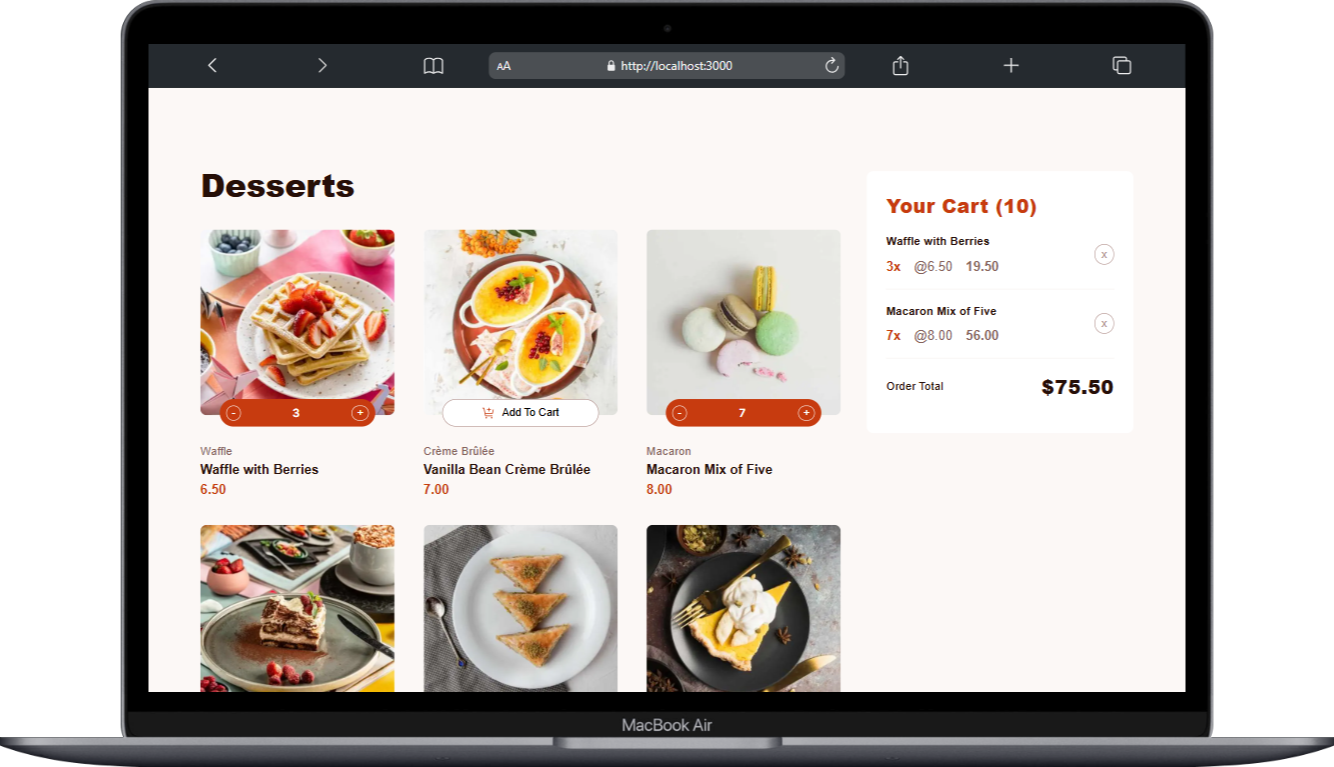 AA
http://localhost:3000
Desserts
3
Add To Cart
7
Waffle
Waffle with Berries
6.50
Crème Brûlée
Vanilla Bean Crème Brûlée
7.00
Macaron
Macaron Mix of Five
8.00
Your Cart (10)
Waffle with Berries
3x @6.50 19.50
x
Macaron Mix of Five
7x @8.00 56.00
x
Order Total $75.50
MacBook Air